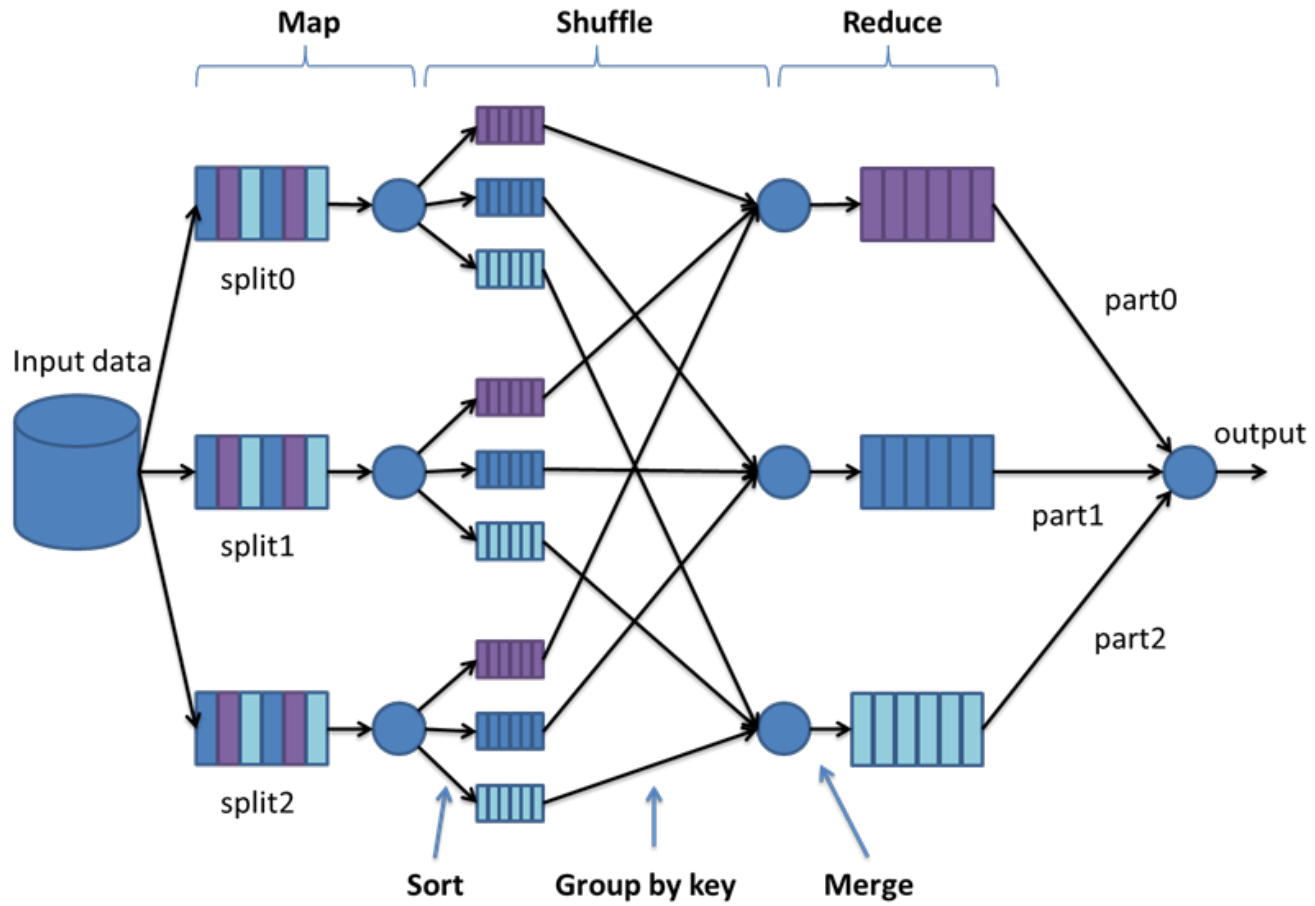 Map
Shuffle
Reduce
split0
part0
Input data
output
split1
part1
part2
split2
Sort
Group by key
Merge